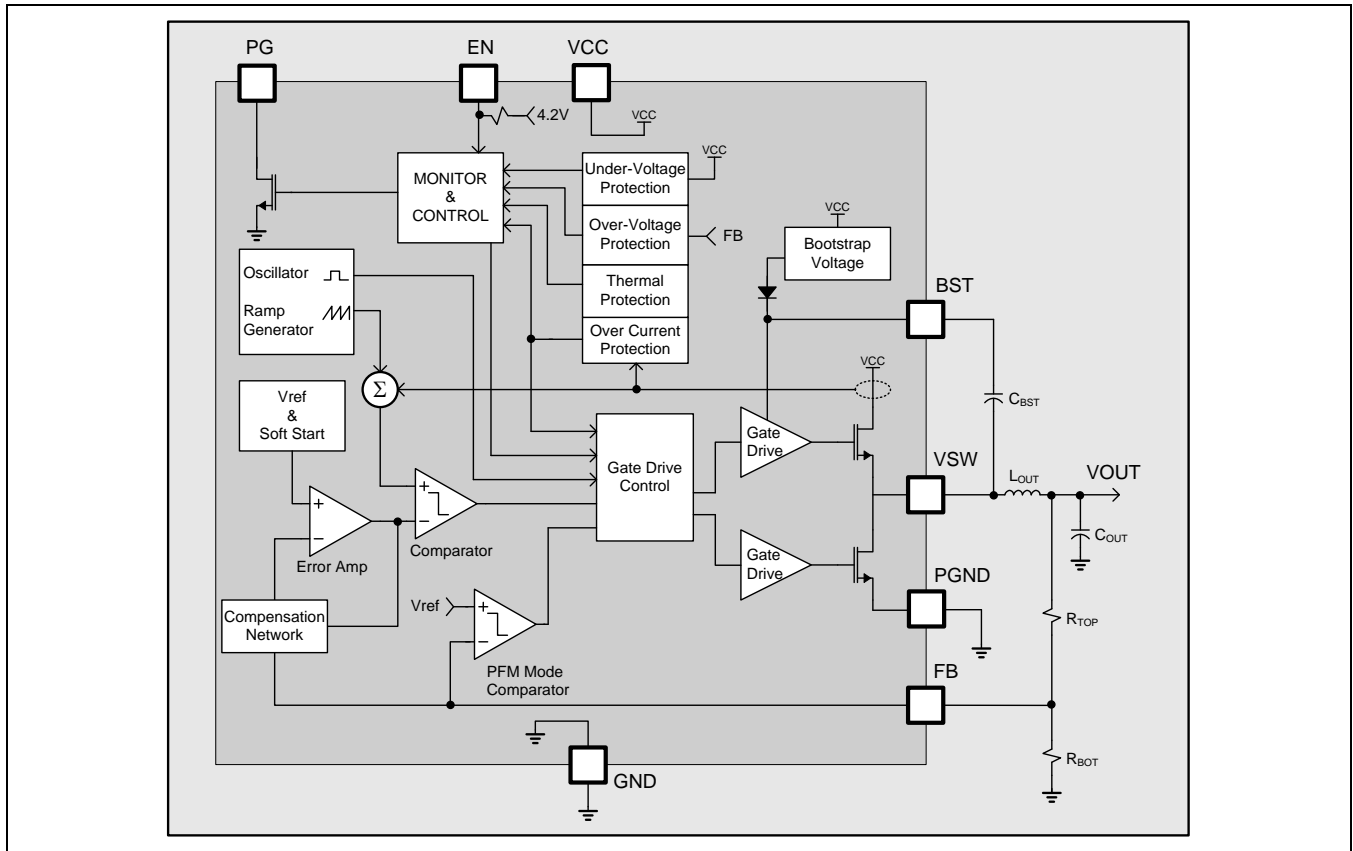 PG
EN
VCC
4.2V
VCC
MONITOR
&
CONTROL
Under-Voltage
Protection
VCC
Over-Voltage
Protection
FB
Thermal
Protection
Over Current
Protection
VCC
Bootstrap
Voltage
Oscillator
Ramp
Generator
BST
VCC
Σ
Vref
&
Soft Start
CBST
Gate
Drive
Gate Drive
Control
VSW
LOUT
VOUT
+
−
Comparator
+
−
Error Amp
COUT
Gate
Drive
PGND
Compensation
Network
Vref
+
−
PFM Mode
Comparator
RTOP
FB
RBOT
GND